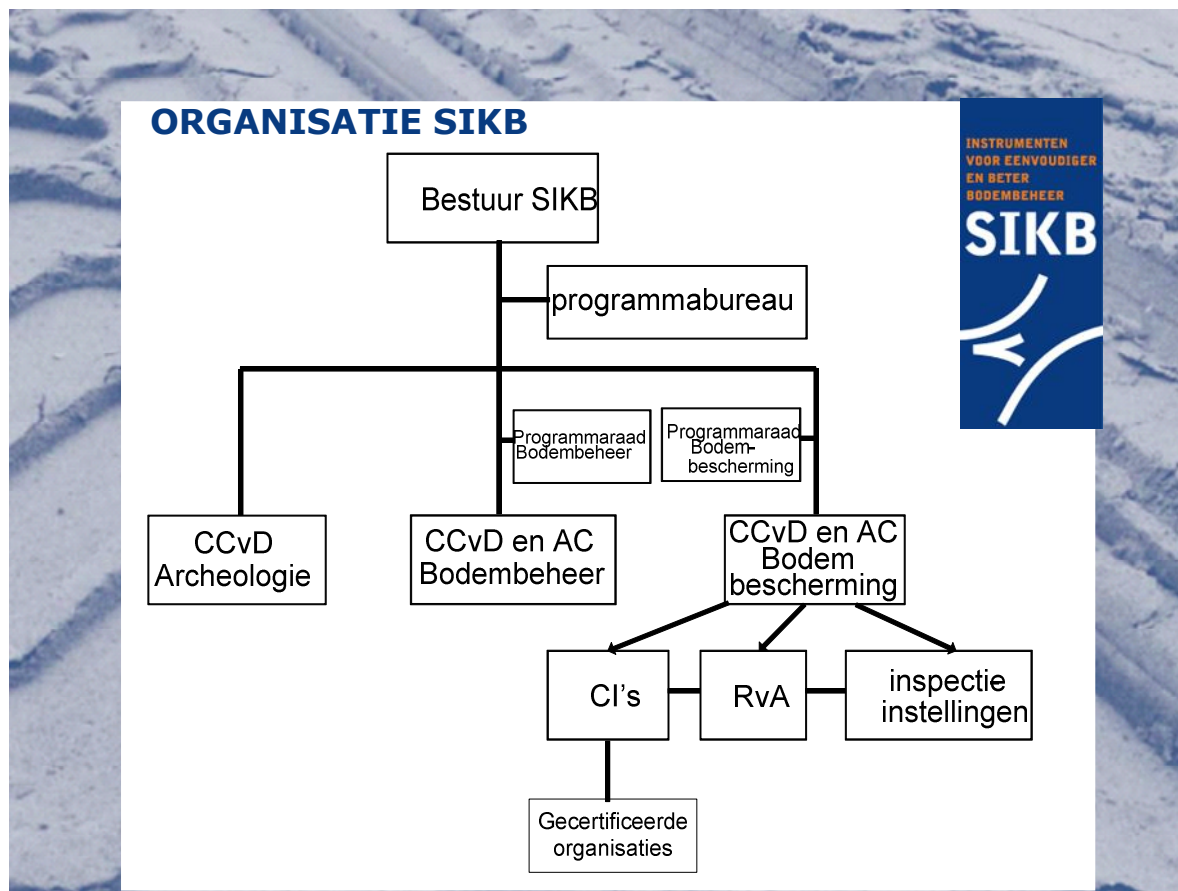 ORGANISATIE SIKB
INSTRUMENTEN
VOOR EENVOUDIGER
EN BETER
BODEMBEHEER
SIKB
Bestuur SIKB
programmabureau
Programmaraad
Bodembeheer
Programmaraad
Bodem-
bescherming
CCvD
Archeologie
CCvD en AC
Bodembeheer
CCvD en AC
Bodem
bescherming
CI's
RvA
inspectie
instellingen
Gecertificeerde
organisaties